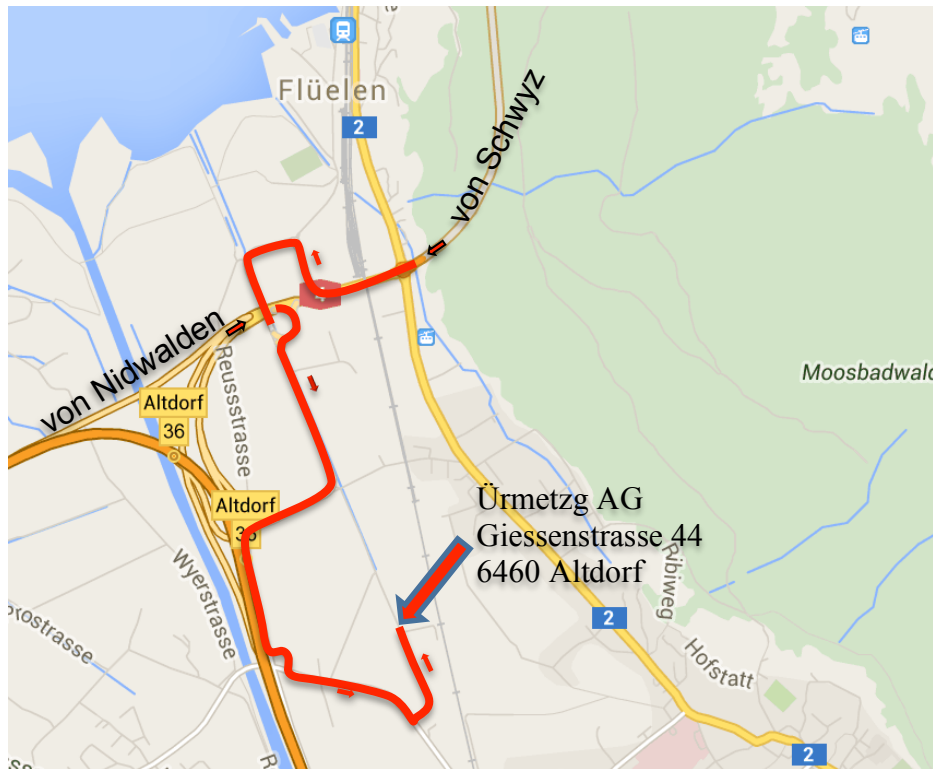 Flüelen
2
von Schwyz
von Nidwalden
Reussstrasse
Altdorf
36
Altdorf
36
Moosbadwald
Ürmetzg AG
Giessenstrasse 44
6460 Altdorf
Wyerstrasse
Ribiweg
2
Hofstatt
2